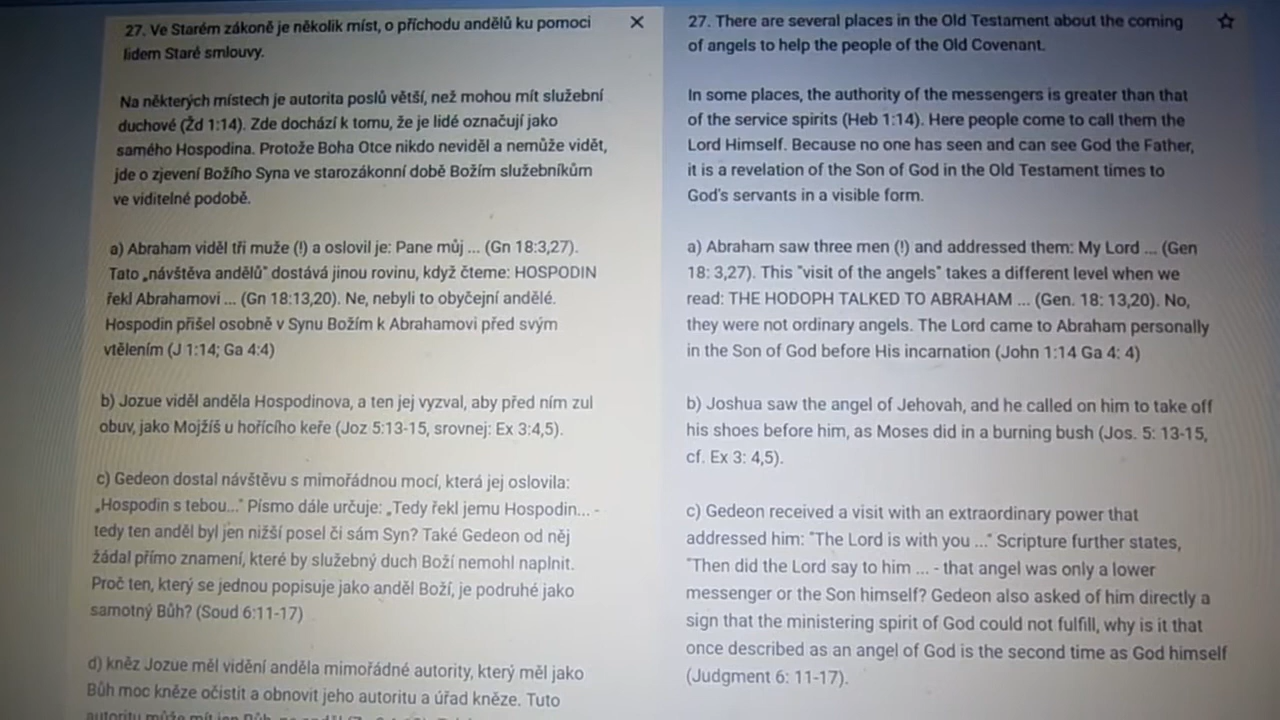 27. Ve Starém zákoně je několik míst, o příchodu andělů ku pomoci
lidem Staré smlouvy.
Na některých místech je autorita poslů větší, než mohou mít služební
duchové (Žd 1:14). Zde dochází k tomu, že je lidé označují jako
samého Hospodina. Protože Boha Otce nikdo neviděl a nemůže vidět,
jde o zjevení Božího Syna ve starozákonní době Božím služebníkům
ve viditelné podobě.
a) Abraham viděl tři muže (!) a oslovil je: Pane můj ... (Gn 18:3,27).
Tato „návštěva andělů" dostává jinou rovinu, když čteme: HOSPODIN
řekl Abrahamovi ... (Gn 18:13,20). Ne, nebyli to obyčejní andělé.
Hospodin přišel osobně v Synu Božím k Abrahamovi před svým
vtělením (J 1:14; Ga 4:4)
b) Jozue viděl anděla Hospodinova, a ten jej vyzval, aby před ním zul
obuv, jako Mojžíš u hořícího keře (Joz 5:13-15, srovnej: Ex 3:4,5).
c) Gedeon dostal návštěvu s mimořádnou mocí, která jej oslovila:
„Hospodin s tebou..." Písmo dále určuje: „Tedy řekl jemu Hospodin... -
tedy ten anděl byl jen nižší posel či sám Syn? Také Gedeon od něj
žádal přímo znamení, které by služebný duch Boží nemohl naplnit.
Proč ten, který se jednou popisuje jako anděl Boží, je podruhé jako
samotný Bůh? (Soud 6:11-17)
d) kněz Jozue měl vidění anděla mimořádné autority, který měl jako
Bůh moc kněze očistit a obnovit jeho autoritu a úřad kněze. Tuto
autoritu může mít jen Bůh,
27. There are several places in the Old Testament about the coming
of angels to help the people of the Old Covenant.
In some places, the authority of the messengers is greater than that
of the service spirits (Heb 1:14). Here people come to call them the
Lord Himself. Because no one has seen and can see God the Father,
it is a revelation of the Son of God in the Old Testament times to
God's servants in a visible form.
a) Abraham saw three men (!) and addressed them: My Lord ... (Gen
18: 3,27). This "visit of the angels" takes a different level when we
read: THE HODOPH TALKED TO ABRAHAM ... (Gen. 18: 13,20). No,
they were not ordinary angels. The Lord came to Abraham personally
in the Son of God before His incarnation (John 1:14 Ga 4: 4)
b) Joshua saw the angel of Jehovah, and he called on him to take off
his shoes before him, as Moses did in a burning bush (Jos. 5: 13-15,
cf. Ex 3: 4,5).
c) Gedeon received a visit with an extraordinary power that
addressed him: "The Lord is with you ..." Scripture further states,
"Then did the Lord say to him ... - that angel was only a lower
messenger or the Son himself? Gedeon also asked of him directly a
sign that the ministering spirit of God could not fulfill, why is it that
once described as an angel of God is the second time as God himself
(Judgment 6: 11-17).